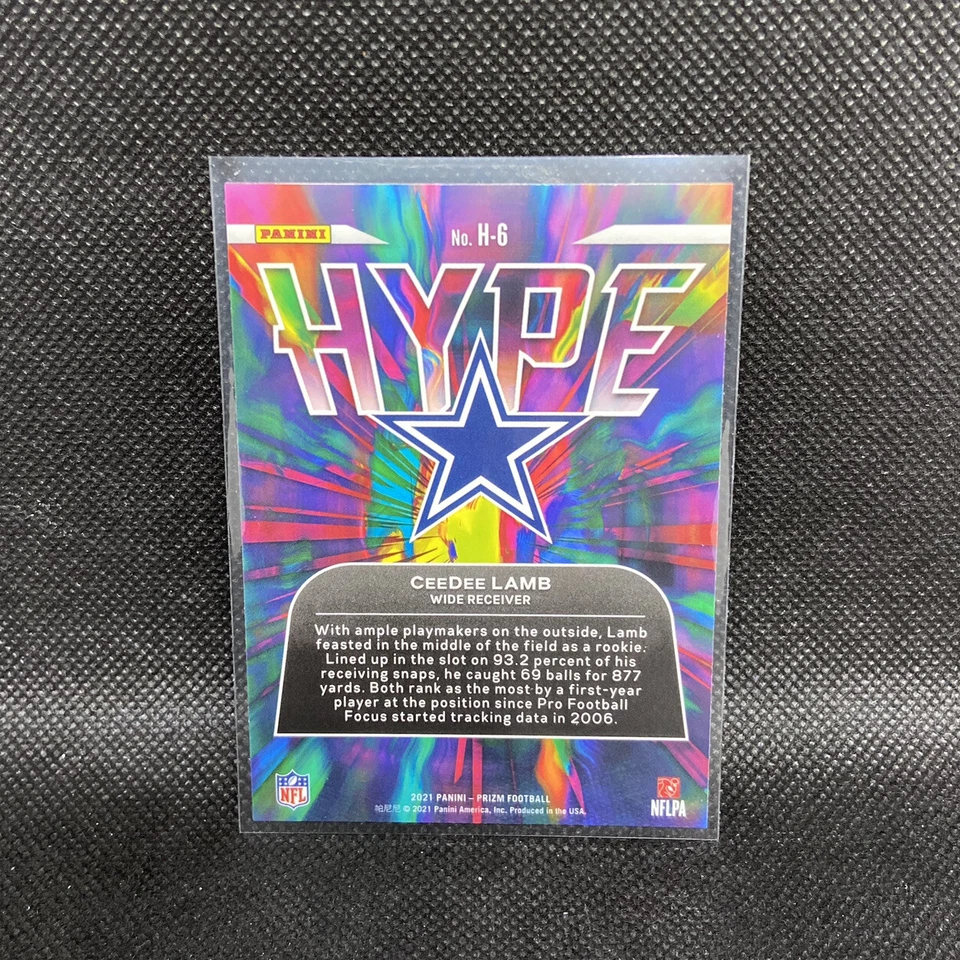 PANINI
No. H-6
HYPE
CEEDEE LAMB
WIDE RECEIVER
With ample playmakers on the outside, Lamb
feasted in the middle of the field as a rookie.
Lined up in the slot on 93.2 percent of his
receiving snaps, he caught 69 balls for 877
yards. Both rank as the most by a first-year
player at the position since Pro Football
Focus started tracking data in 2006.
NFL
2021 PANINI – PRIZM FOOTBALL
帕尼尼 © 2021 Panini America, Inc. Produced in the USA.
NFLPA